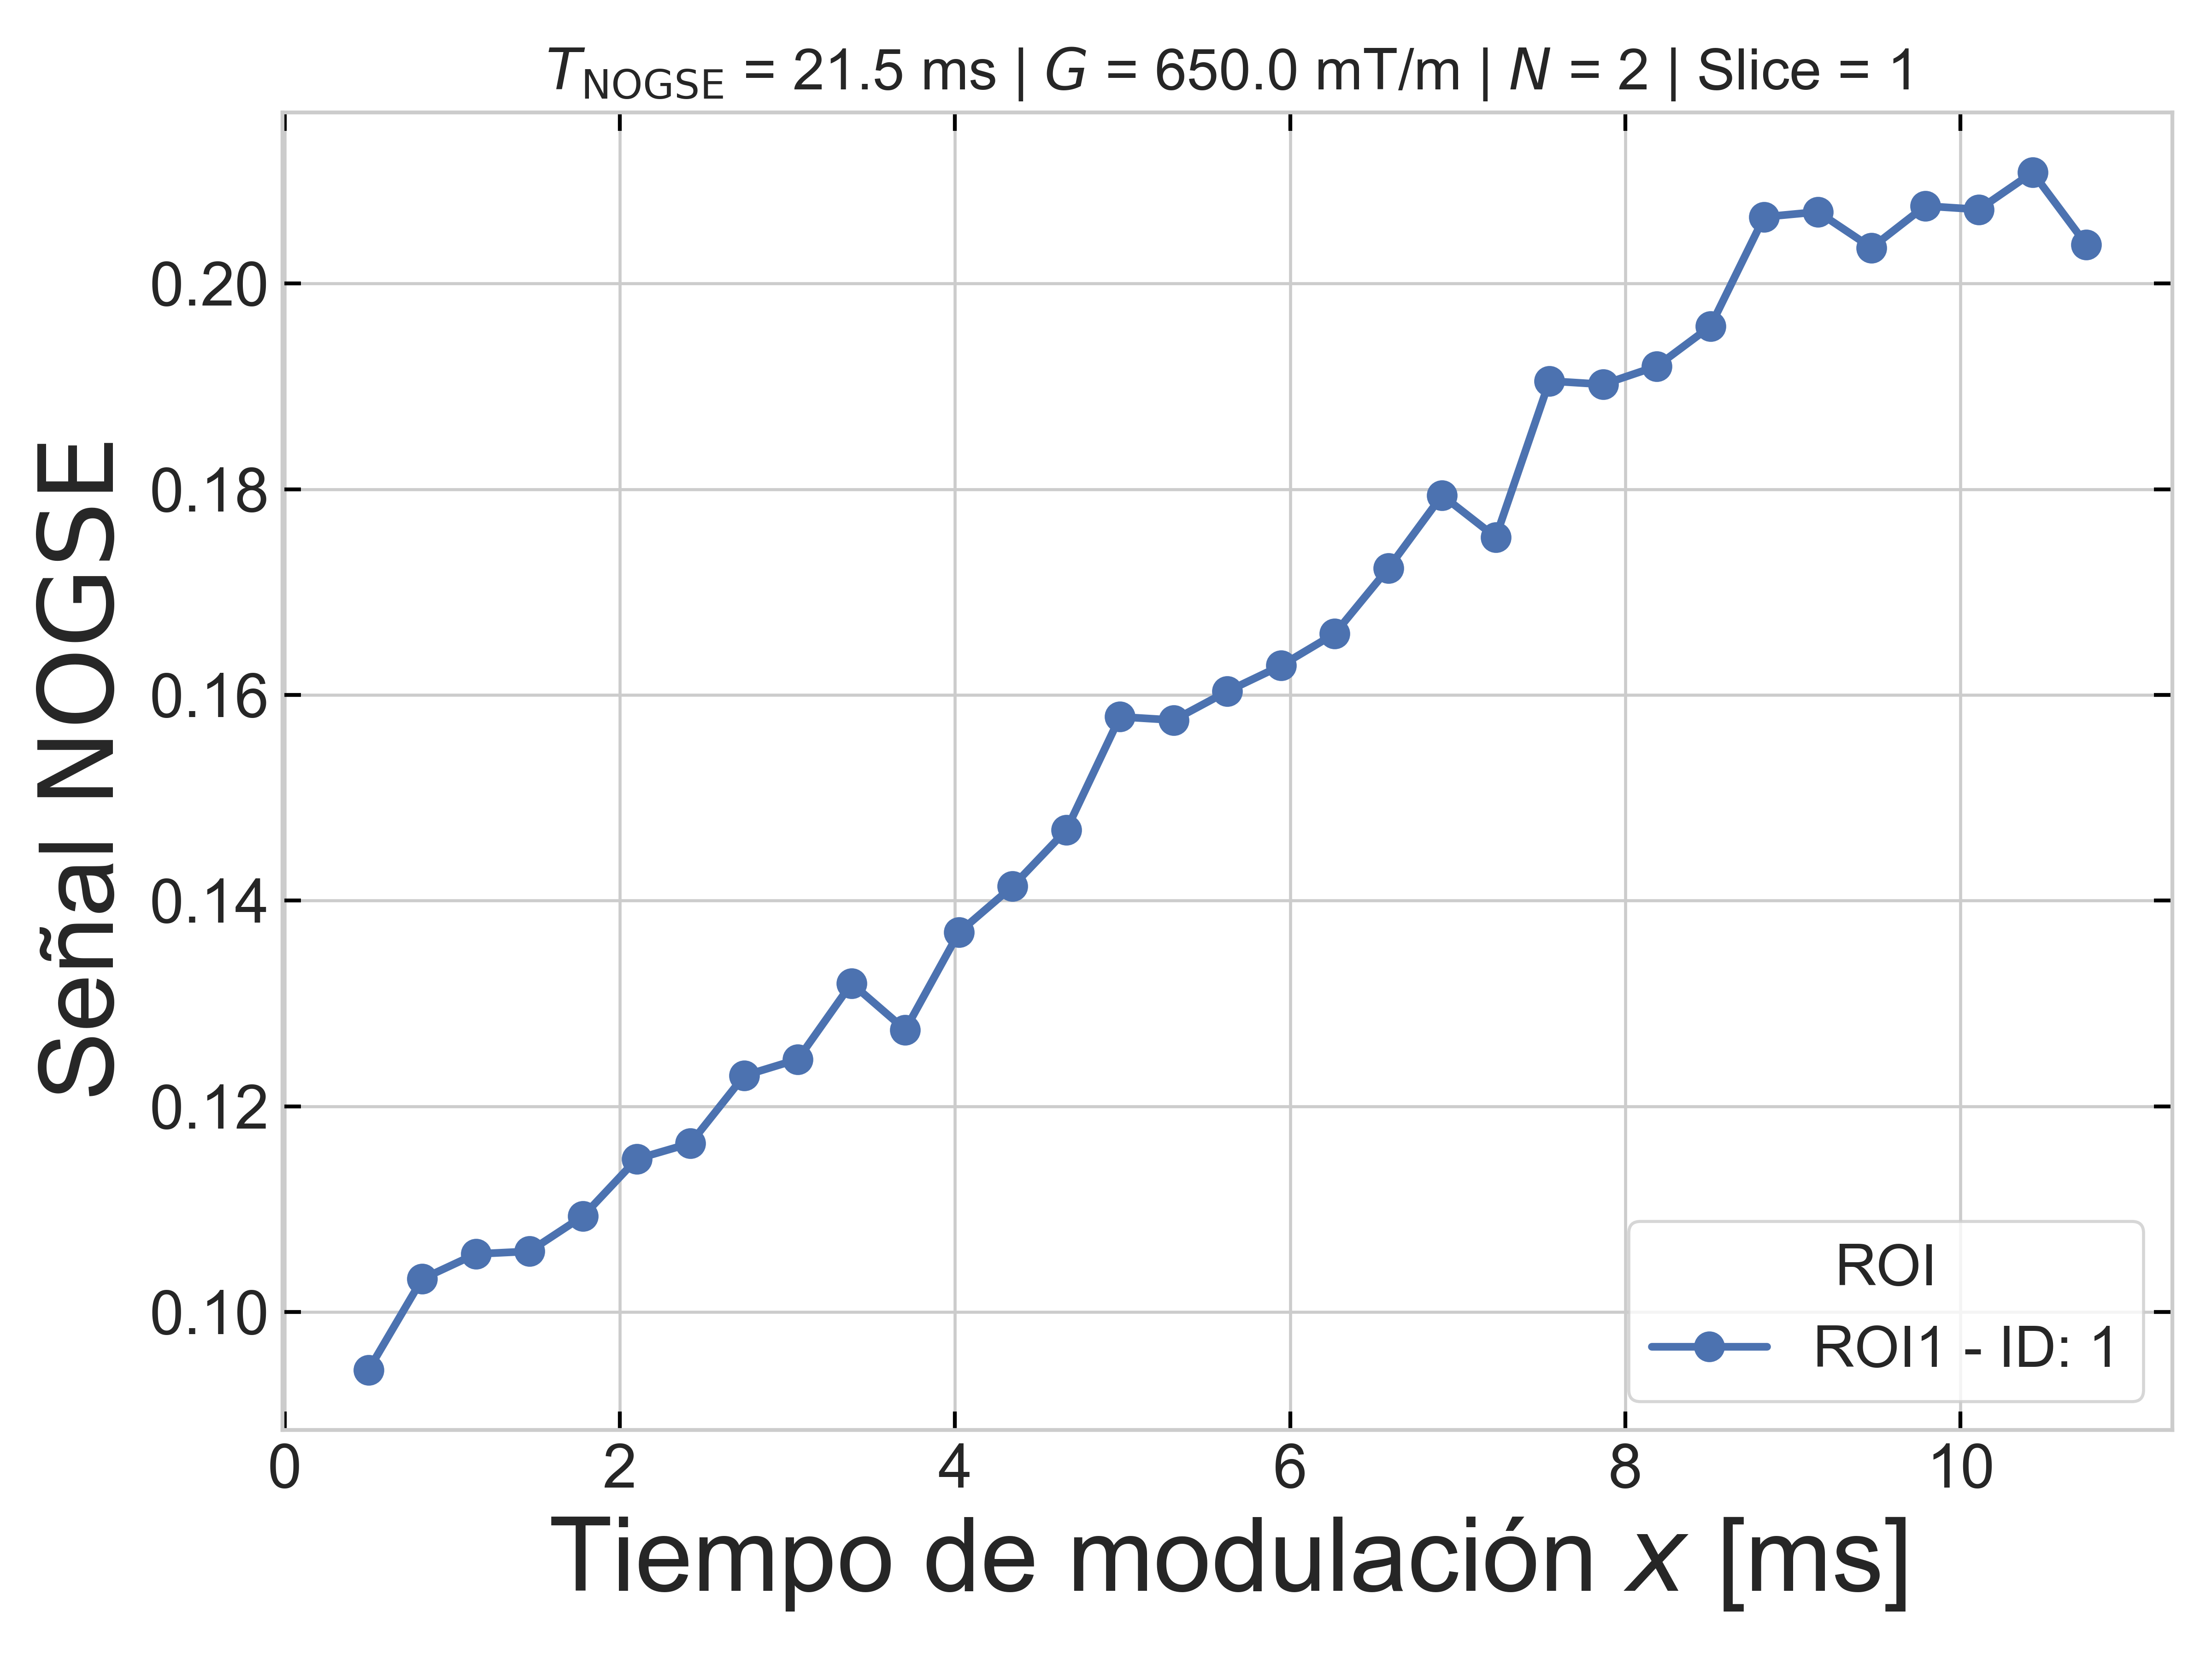 T_NOGSE = 21.5 ms | G = 650.0 mT/m | N = 2 | Slice = 1
Señal NOGSE
0.20
0.18
0.16
0.14
0.12
0.10
0 2 4 6 8 10
Tiempo de modulación x [ms]
ROI
ROI1 - ID: 1